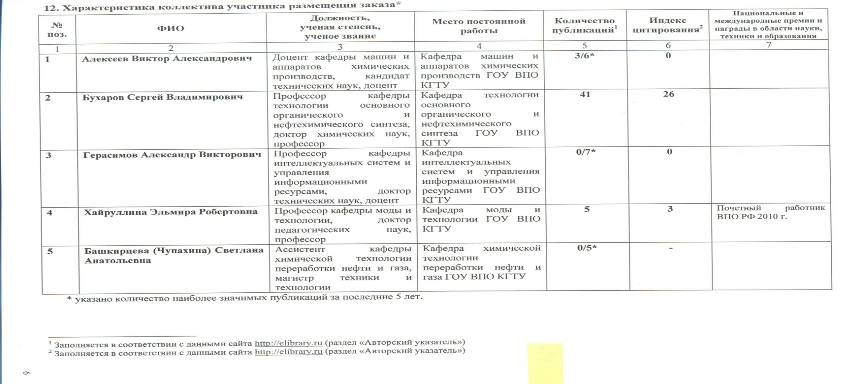 12. Характеристика коллектива участника размещения заказа*
№ поз.
ФИО
Должность, ученая степень, ученое звание
Место постоянной работы
Количество публикаций¹
Индекс цитирования²
Национальные и международные премии и награды в области науки, техники и образования
1 2 3 4 5 6 7
1
Алексеев Виктор Александрович
Доцент кафедры машин и
аппаратов химических
производств, кандидат
технических наук, доцент
Кафедра машин и
аппаратов химических
производств ГОУ ВПО
КГТУ
3/6*
0
2
Бухаров Сергей Владимирович
Профессор кафедры
технологии основного
органического и
нефтехимического синтеза,
доктор химических наук,
профессор
Кафедра технологии
основного
органического и
нефтехимического
синтеза ГОУ ВПО
КГТУ
41
26
3
Герасимов Александр Викторович
Профессор кафедры
интеллектуальных систем и
управления
информационными
ресурсами, доктор
технических наук, доцент
Кафедра
интеллектуальных
систем и управления
информационными
ресурсами ГОУ ВПО
КГТУ
0/7*
0
4
Хайруллина Эльмира Робертовна
Профессор кафедры моды и
технологии, доктор
педагогических наук,
профессор
Кафедра моды и
технологии ГОУ ВПО
КГТУ
5
3
Почетный работник
ВПО РФ 2010 г.
5
Башкирцева (Чупахина) Светлана
Анатольевна
Ассистент кафедры
химической технологии
переработки нефти и газа,
магистр техники и
технологии
Кафедра химической
технологии
переработки нефти и
газа ГОУ ВПО КГТУ
0/5*
-
* указано количество наиболее значимых публикаций за последние 5 лет.
¹ Заполняется в соответствии с данными сайта http://elibrary.ru (раздел «Авторский указатель»)
² Заполняется в соответствии с данными сайта http://elibrary.ru (раздел «Авторский указатель»)